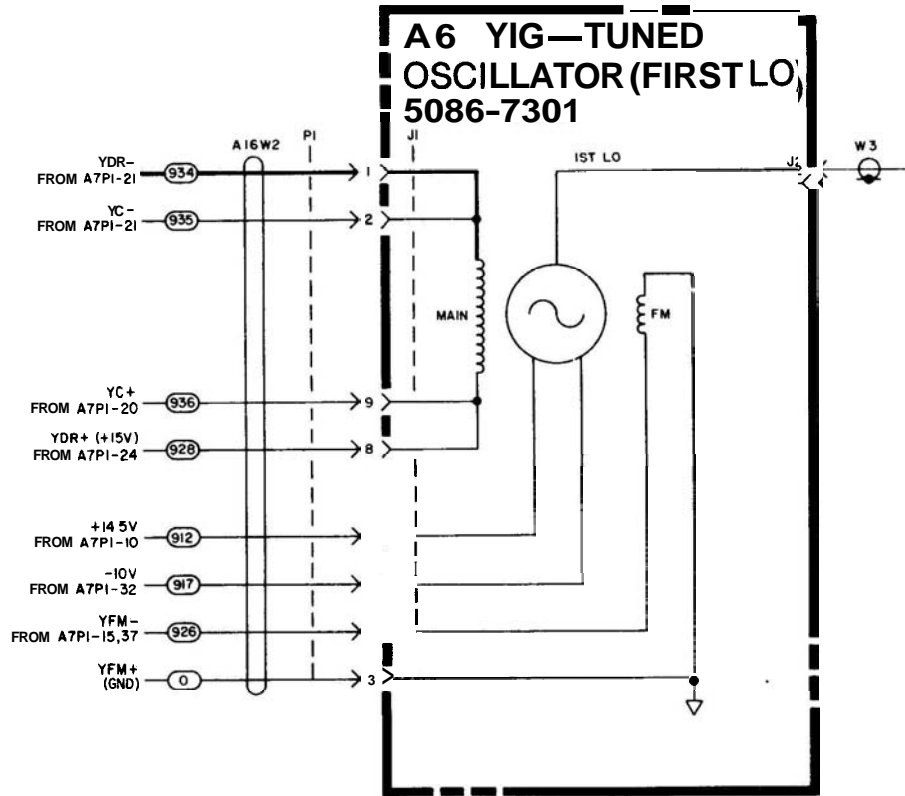 A6 YIG—TUNED
OSCILLATOR (FIRST LO)
5086-7301
A16W2
P1
J1
YDR-
FROM A7P1-21
934
1
1ST LO
J2
W3
YC-
FROM A7P1-21
935
2
MAIN
FM
YC+
FROM A7P1-20
936
9
YDR+ (+15V)
FROM A7P1-24
928
8
+14 5V
FROM A7P1-10
912
-10V
FROM A7P1-32
917
YFM-
FROM A7P1-15,37
926
YFM+
(GND)
0
3